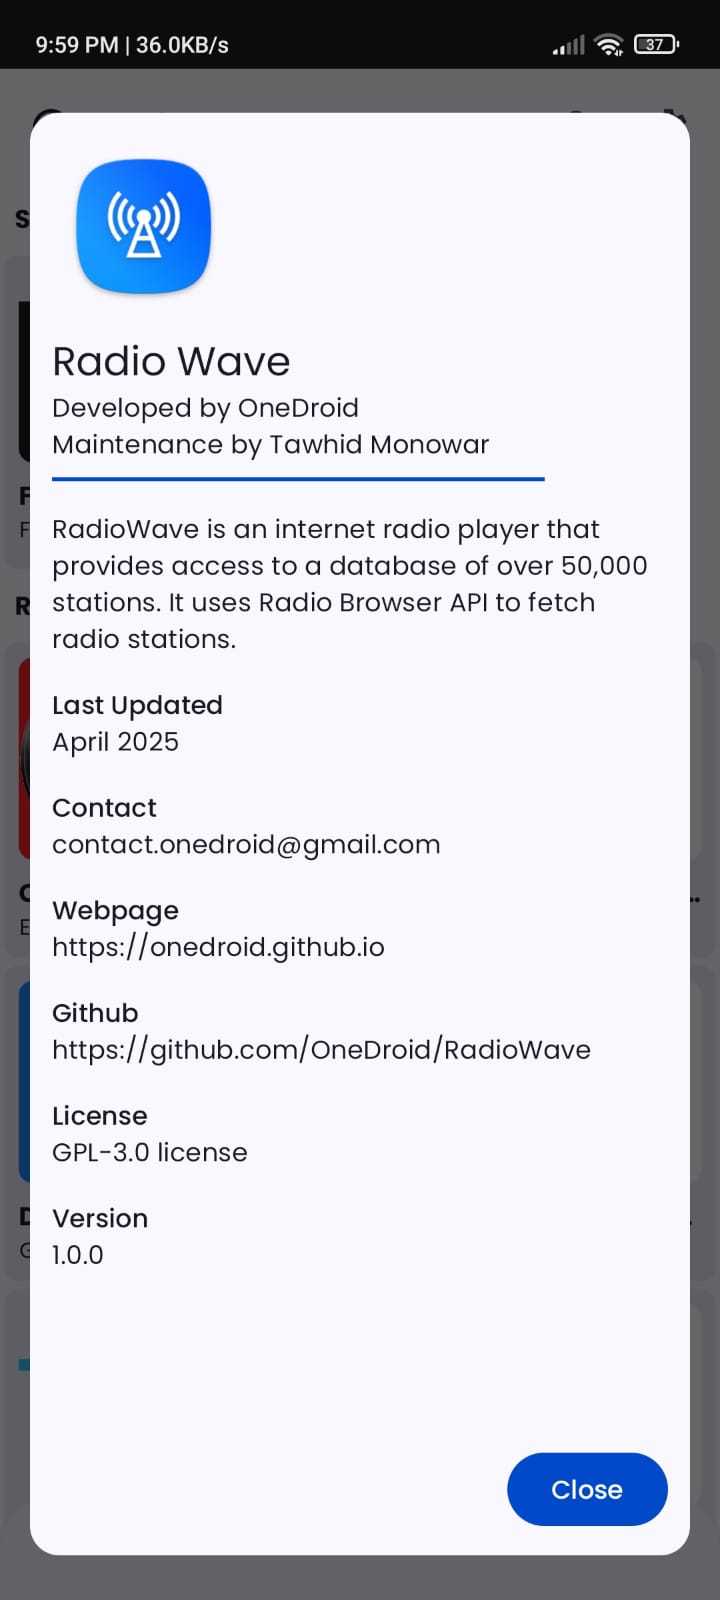 9:59 PM | 36.0KB/s
37
Radio Wave
Developed by OneDroid
Maintenance by Tawhid Monowar
RadioWave is an internet radio player that
provides access to a database of over 50,000
stations. It uses Radio Browser API to fetch
radio stations.
Last Updated
April 2025
Contact
contact.onedroid@gmail.com
Webpage
https://onedroid.github.io
Github
https://github.com/OneDroid/RadioWave
License
GPL-3.0 license
Version
1.0.0
Close